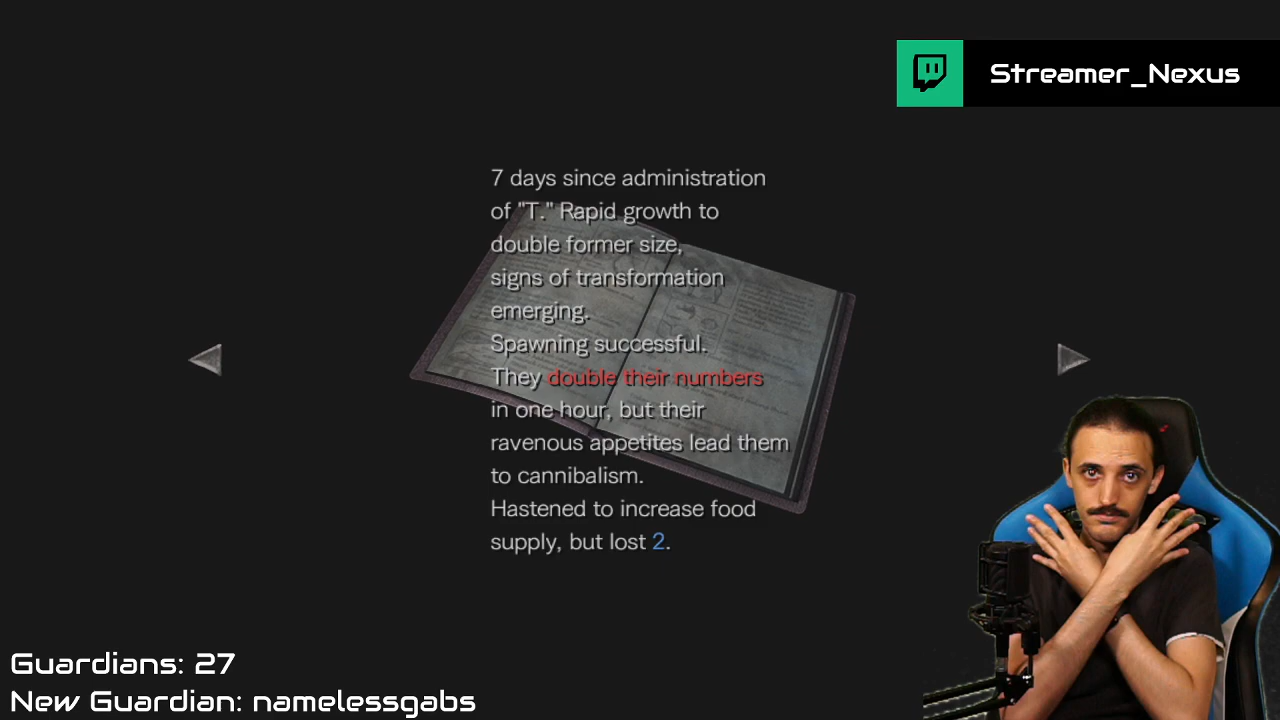 Streamer_Nexus
7 days since administration
of "T." Rapid growth to
double former size,
signs of transformation
emerging.
Spawning successful.
They double their numbers
in one hour, but their
ravenous appetites lead them
to cannibalism.
Hastened to increase food
supply, but lost 2.
Guardians: 27
New Guardian: namelessgabs